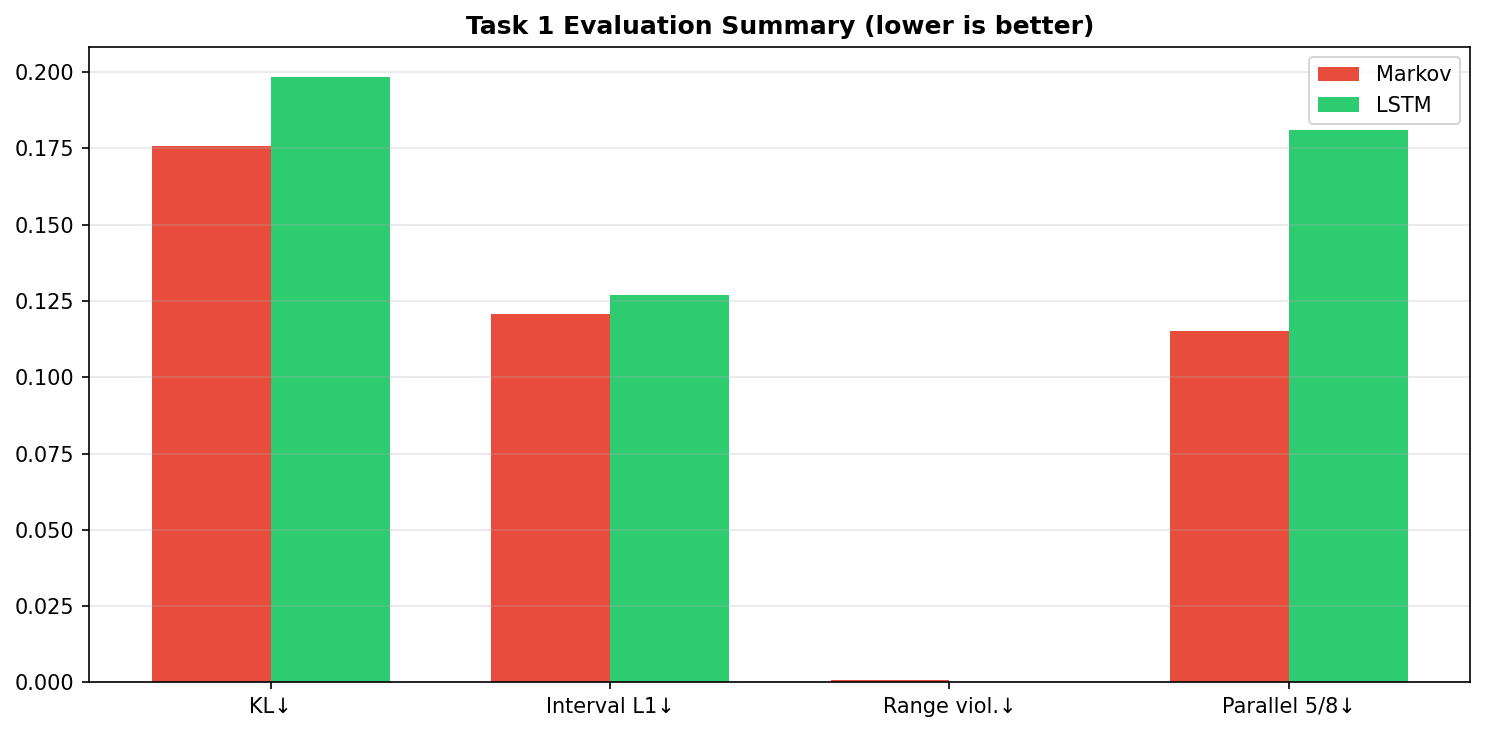 Task 1 Evaluation Summary (lower is better)
Markov
LSTM
0.200
0.175
0.150
0.125
0.100
0.075
0.050
0.025
0.000
KL↓
Interval L1↓
Range viol.↓
Parallel 5/8↓